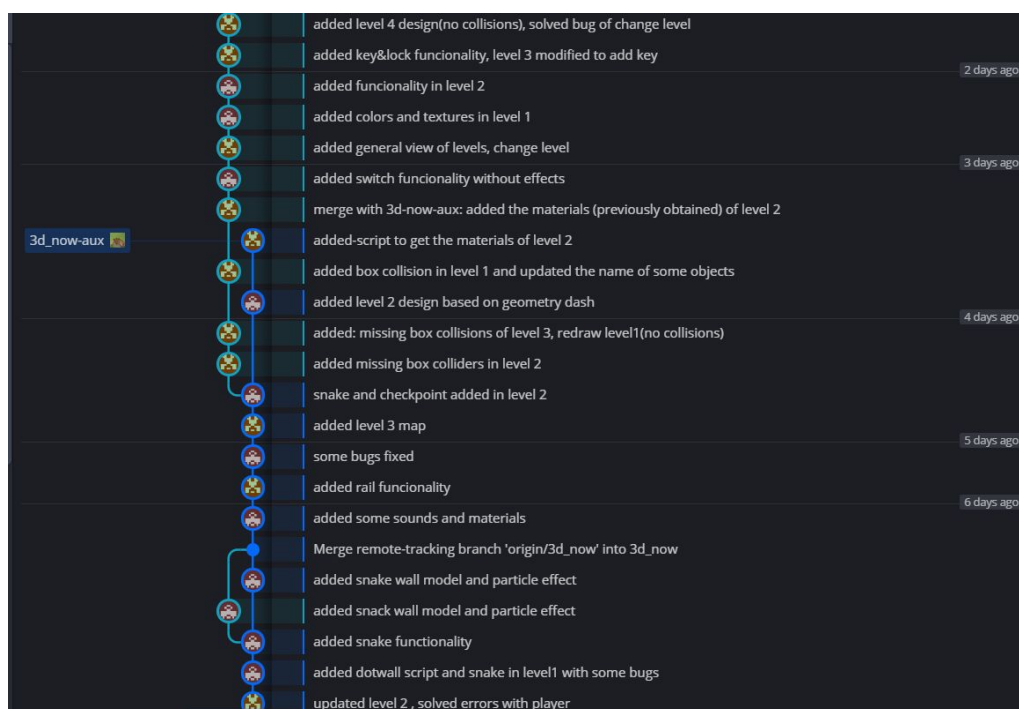 added level 4 design(no collisions), solved bug of change level
added key&lock funcionality, level 3 modified to add key
2 days ago
added funcionality in level 2
added colors and textures in level 1
added general view of levels, change level
3 days ago
added switch funcionality without effects
merge with 3d-now-aux: added the materials (previously obtained) of level 2
3d_now-aux added-script to get the materials of level 2
added box collision in level 1 and updated the name of some objects
added level 2 design based on geometry dash
4 days ago
added: missing box collisions of level 3, redraw level1(no collisions)
added missing box colliders in level 2
snake and checkpoint added in level 2
added level 3 map
5 days ago
some bugs fixed
added rail funcionality
6 days ago
added some sounds and materials
Merge remote-tracking branch 'origin/3d_now' into 3d_now
added snake wall model and particle effect
added snack wall model and particle effect
added snake functionality
added dotwall script and snake in level1 with some bugs
updated level 2 , solved errors with player